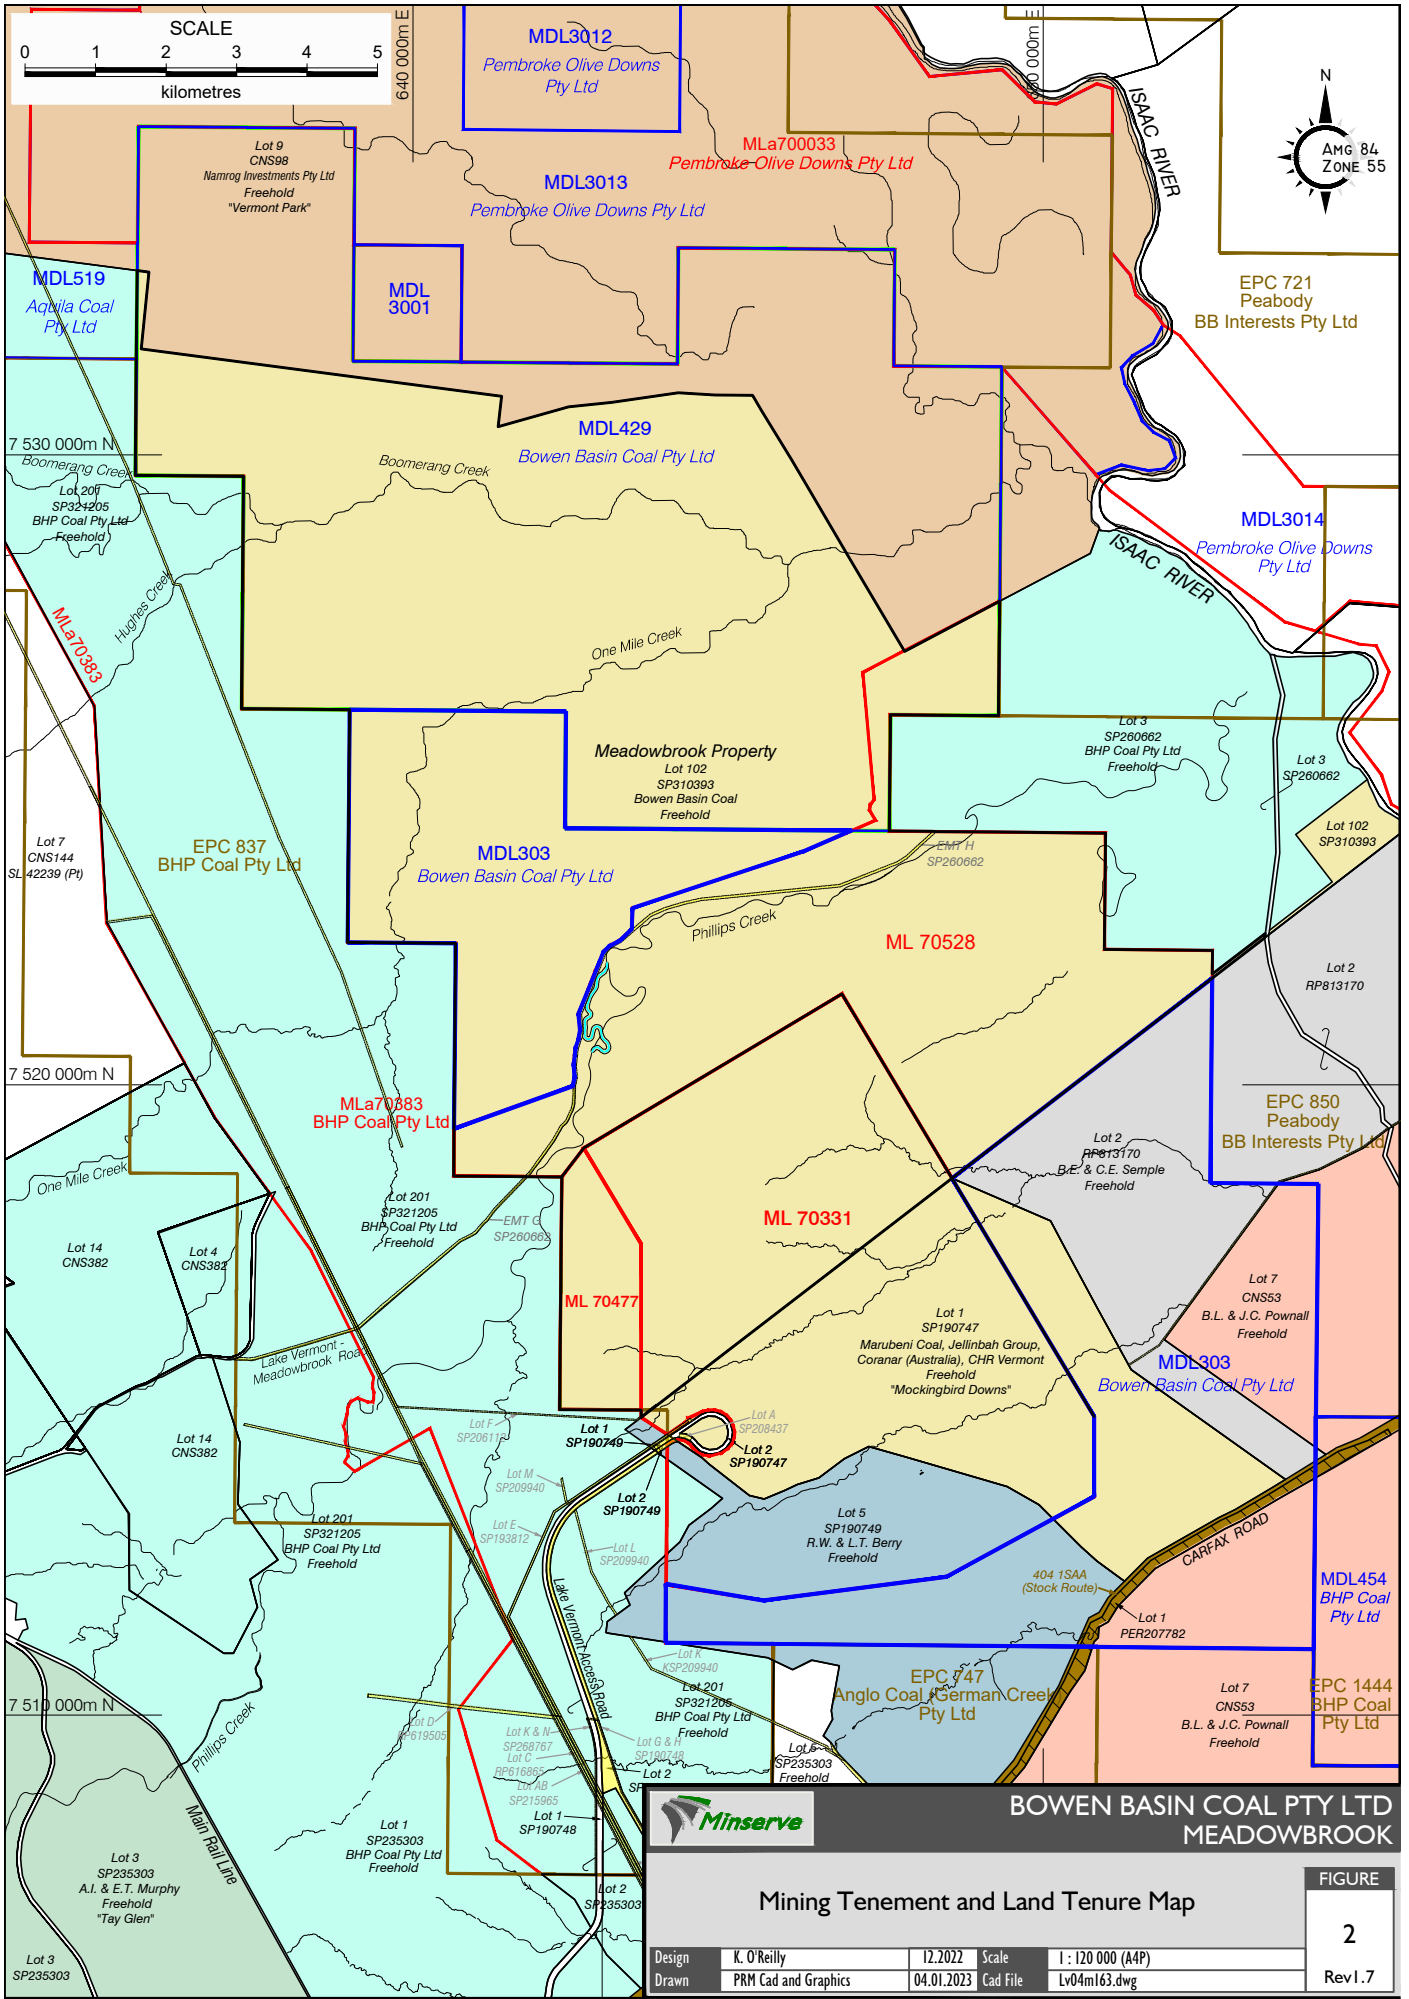 SCALE
0 1 2 3 4 5
kilometres
640 000m E
MDL3012
Pembroke Olive Downs
Pty Ltd
ISAAC RIVER
N
AMG 84
ZONE 55
Lot 9
CNS98
Namrog Investments Pty Ltd
Freehold
"Vermont Park"
MLa700033
Pembroke Olive Downs Pty Ltd
MDL3013
Pembroke Olive Downs Pty Ltd
MDL519
Aquila Coal
Pty Ltd
MDL
3001
EPC 721
Peabody
BB Interests Pty Ltd
MDL429
Bowen Basin Coal Pty Ltd
7 530 000m N
Boomerang Creek
Boomerang Creek
Lot 201
SP321205
BHP Coal Pty Ltd
Freehold
MDL3014
Pembroke Olive Downs
Pty Ltd
ISAAC RIVER
Hughes Creek
MLa70383
One Mile Creek
Meadowbrook Property
Lot 102
SP310393
Bowen Basin Coal
Freehold
Lot 3
SP260662
BHP Coal Pty Ltd
Freehold
Lot 3
SP260662
Lot 102
SP310393
Lot 7
CNS144
SL 42239 (Pt)
EPC 837
BHP Coal Pty Ltd
MDL303
Bowen Basin Coal Pty Ltd
EMT H
SP260662
Phillips Creek
ML 70528
Lot 2
RP813170
7 520 000m N
MLa70383
BHP Coal Pty Ltd
EPC 850
Peabody
BB Interests Pty Ltd
Lot 2
RP813170
B.E. & C.E. Semple
Freehold
One Mile Creek
Lot 201
SP321205
BHP Coal Pty Ltd
Freehold
EMT G
SP260662
ML 70331
Lot 14
CNS382
Lot 4
CNS382
ML 70477
Lot 7
CNS53
B.L. & J.C. Pownall
Freehold
Lot 1
SP190747
Marubeni Coal, Jellinbah Group,
Coranar (Australia), CHR Vermont
Freehold
"Mockingbird Downs"
Lake Vermont -
Meadowbrook Road
MDL303
Bowen Basin Coal Pty Ltd
Lot F
Lot 1
SP190749
Lot A
SP208437
Lot 2
SP190747
Lot 14
CNS382
Lot M
SP209940
Lot 2
SP190749
Lot 201
SP321205
BHP Coal Pty Ltd
Freehold
Lot E
SP193812
Lot L
SP209940
Lot 5
SP190749
R.W. & L.T. Berry
Freehold
CARFAX ROAD
404 1SAA
(Stock Route)
MDL454
BHP Coal
Pty Ltd
Lot 1
PER207782
Lake Vermont Access Road
Lot K
KSP209940
EPC 747
Anglo Coal (German Creek)
Pty Ltd
Lot 201
SP321205
BHP Coal Pty Ltd
Freehold
Lot 7
CNS53
B.L. & J.C. Pownall
Freehold
EPC 1444
BHP Coal
Pty Ltd
7 510 000m N
Phillips Creek
Lot D
RP619505
Lot K & N
SP268767
Lot G & H
SP190748
Lot C
RP616865
Lot AB
SP215965
Lot 2
Lot 5
SP235303
Freehold
Lot 1
SP190748
Main Rail Line
Lot 1
SP235303
BHP Coal Pty Ltd
Freehold
Lot 3
SP235303
A.I. & E.T. Murphy
Freehold
"Tay Glen"
Lot 2
SP235303
Lot 3
SP235303
Minserve
BOWEN BASIN COAL PTY LTD
MEADOWBROOK
Mining Tenement and Land Tenure Map
FIGURE
2
Rev1.7
Design K. O'Reilly 12.2022 Scale 1 : 120 000 (A4P)
Drawn PRM Cad and Graphics 04.01.2023 Cad File Lv04m163.dwg